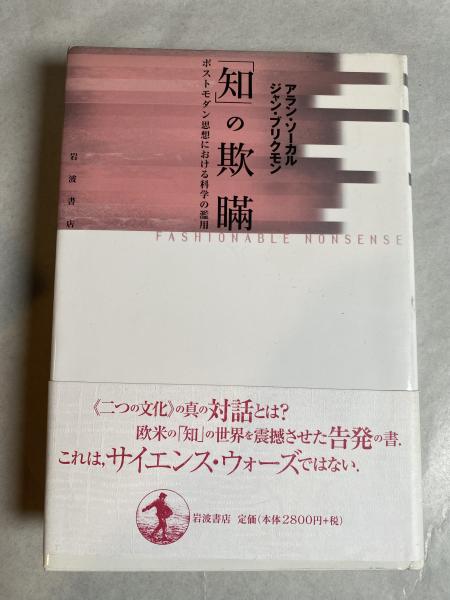 アラン・ソーカル
ジャン・ブリクモン
「知」の欺瞞
ポストモダン思想における科学の濫用
岩波書店
FASHIONABLE NONSENSE
《二つの文化》の真の対話とは?
欧米の「知」の世界を震撼させた告発の書.
これは,サイエンス・ウォーズではない.
岩波書店 定価(本体2800円+税)